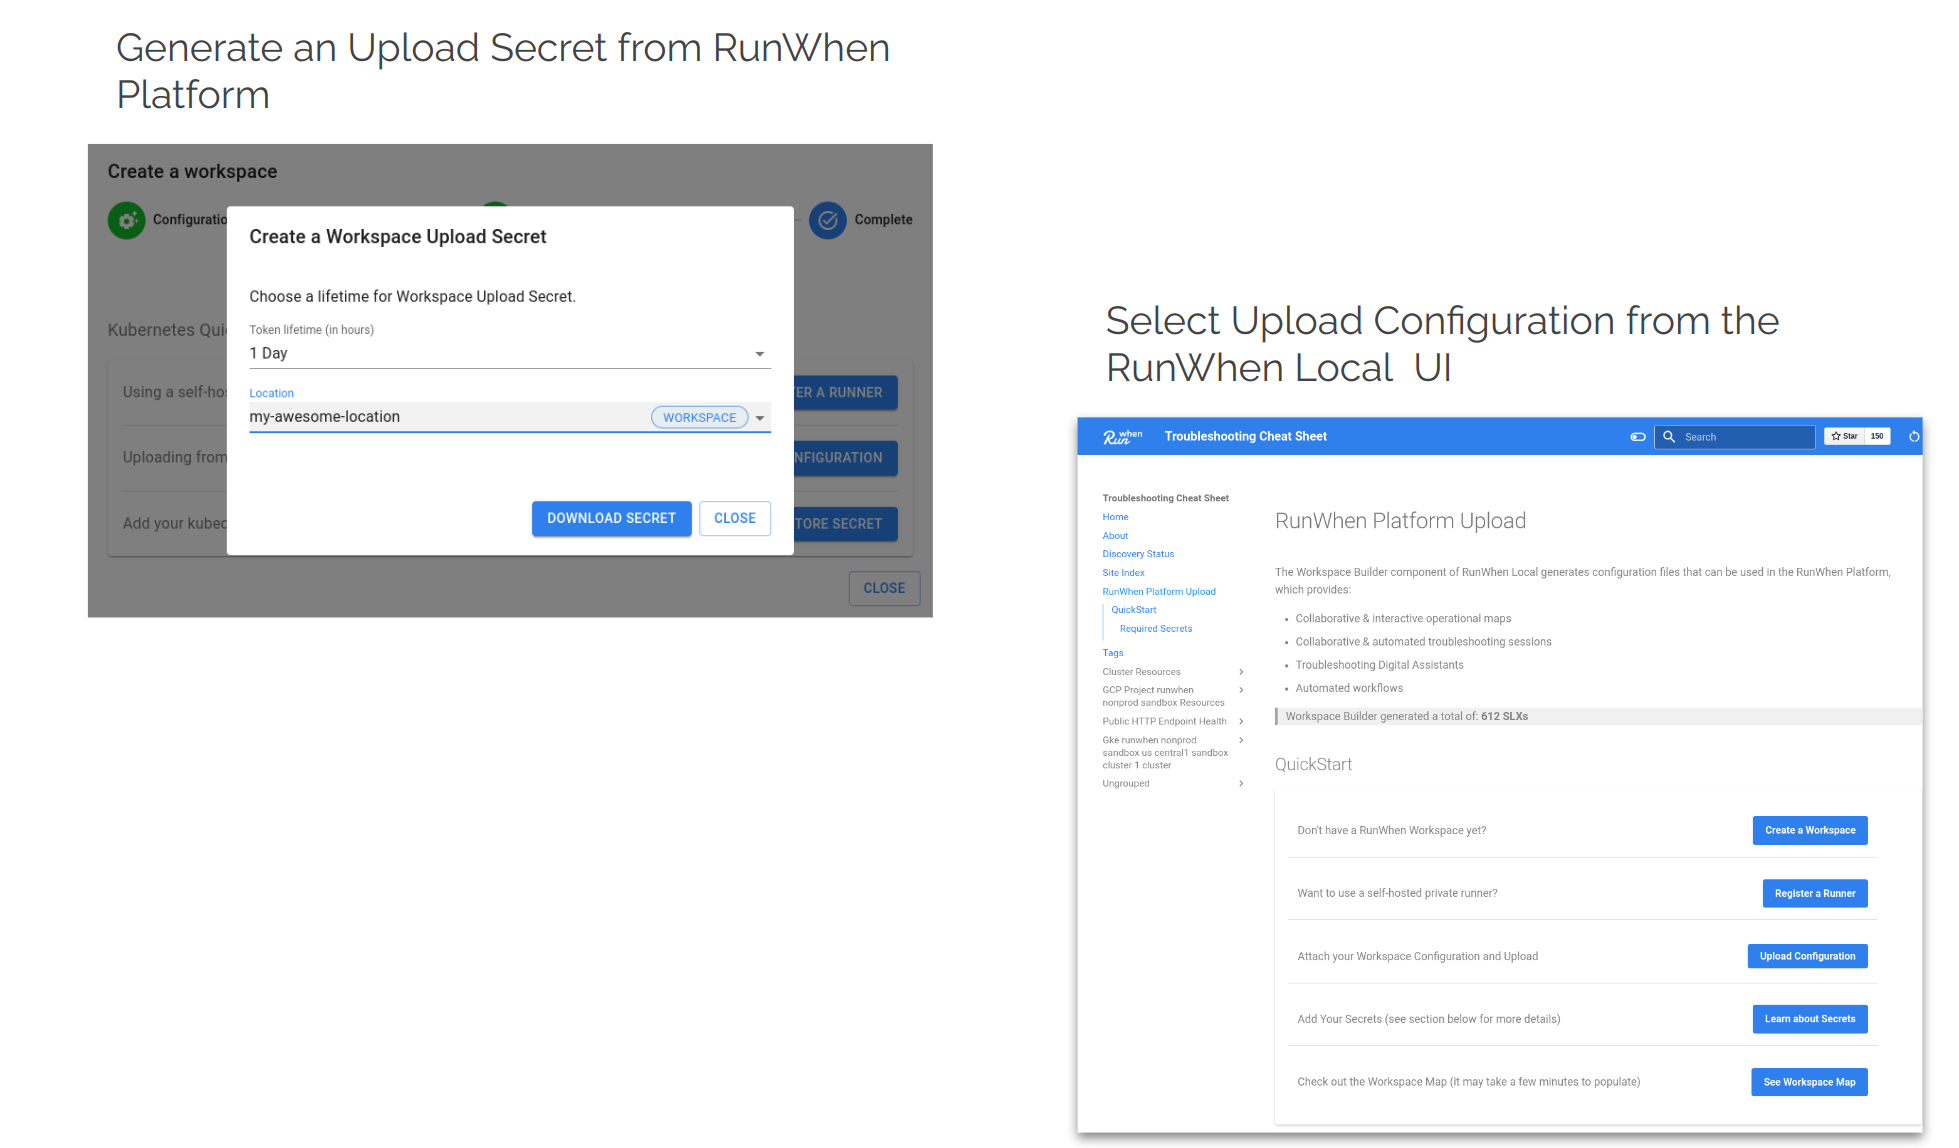 Generate an Upload Secret from RunWhen
Platform
Create a workspace
Configuratio
Complete
Create a Workspace Upload Secret
Choose a lifetime for Workspace Upload Secret.
Token lifetime (in hours)
1 Day
Location
my-awesome-location
WORKSPACE
DOWNLOAD SECRET
CLOSE
Kubernetes Qui
Using a self-ho
ER A RUNNER
Uploading from
NFIGURATION
Add your kubec
TORE SECRET
CLOSE
Select Upload Configuration from the
RunWhen Local UI
RunWhen
Troubleshooting Cheat Sheet
Search
Star 150
Troubleshooting Cheat Sheet
Home
About
Discovery Status
Site Index
RunWhen Platform Upload
QuickStart
Required Secrets
Tags
Cluster Resources
GCP Project runwhen
nonprod sandbox Resources
Public HTTP Endpoint Health
Gke runwhen nonprod
sandbox us central1 sandbox
cluster 1 cluster
Ungrouped
RunWhen Platform Upload
The Workspace Builder component of RunWhen Local generates configuration files that can be used in the RunWhen Platform,
which provides:
• Collaborative & interactive operational maps
• Collaborative & automated troubleshooting sessions
• Troubleshooting Digital Assistants
• Automated workflows
Workspace Builder generated a total of: 612 SLXs
QuickStart
Don't have a RunWhen Workspace yet?
Create a Workspace
Want to use a self-hosted private runner?
Register a Runner
Attach your Workspace Configuration and Upload
Upload Configuration
Add Your Secrets (see section below for more details)
Learn about Secrets
Check out the Workspace Map (it may take a few minutes to populate)
See Workspace Map